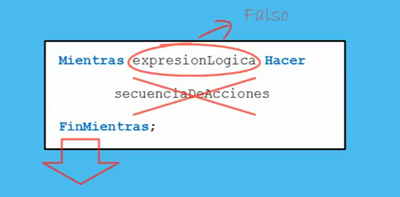 Falso
Mientras expresionLogica Hacer
secuenciaDeAcciones
FinMientras;